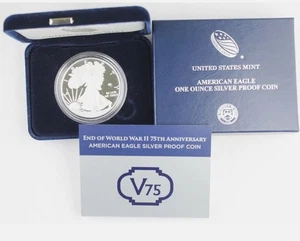 UNITED STATES MINT
AMERICAN EAGLE
ONE OUNCE SILVER PROOF COIN
END OF WORLD WAR II 75TH ANNIVERSARY
AMERICAN EAGLE SILVER PROOF COIN
V75